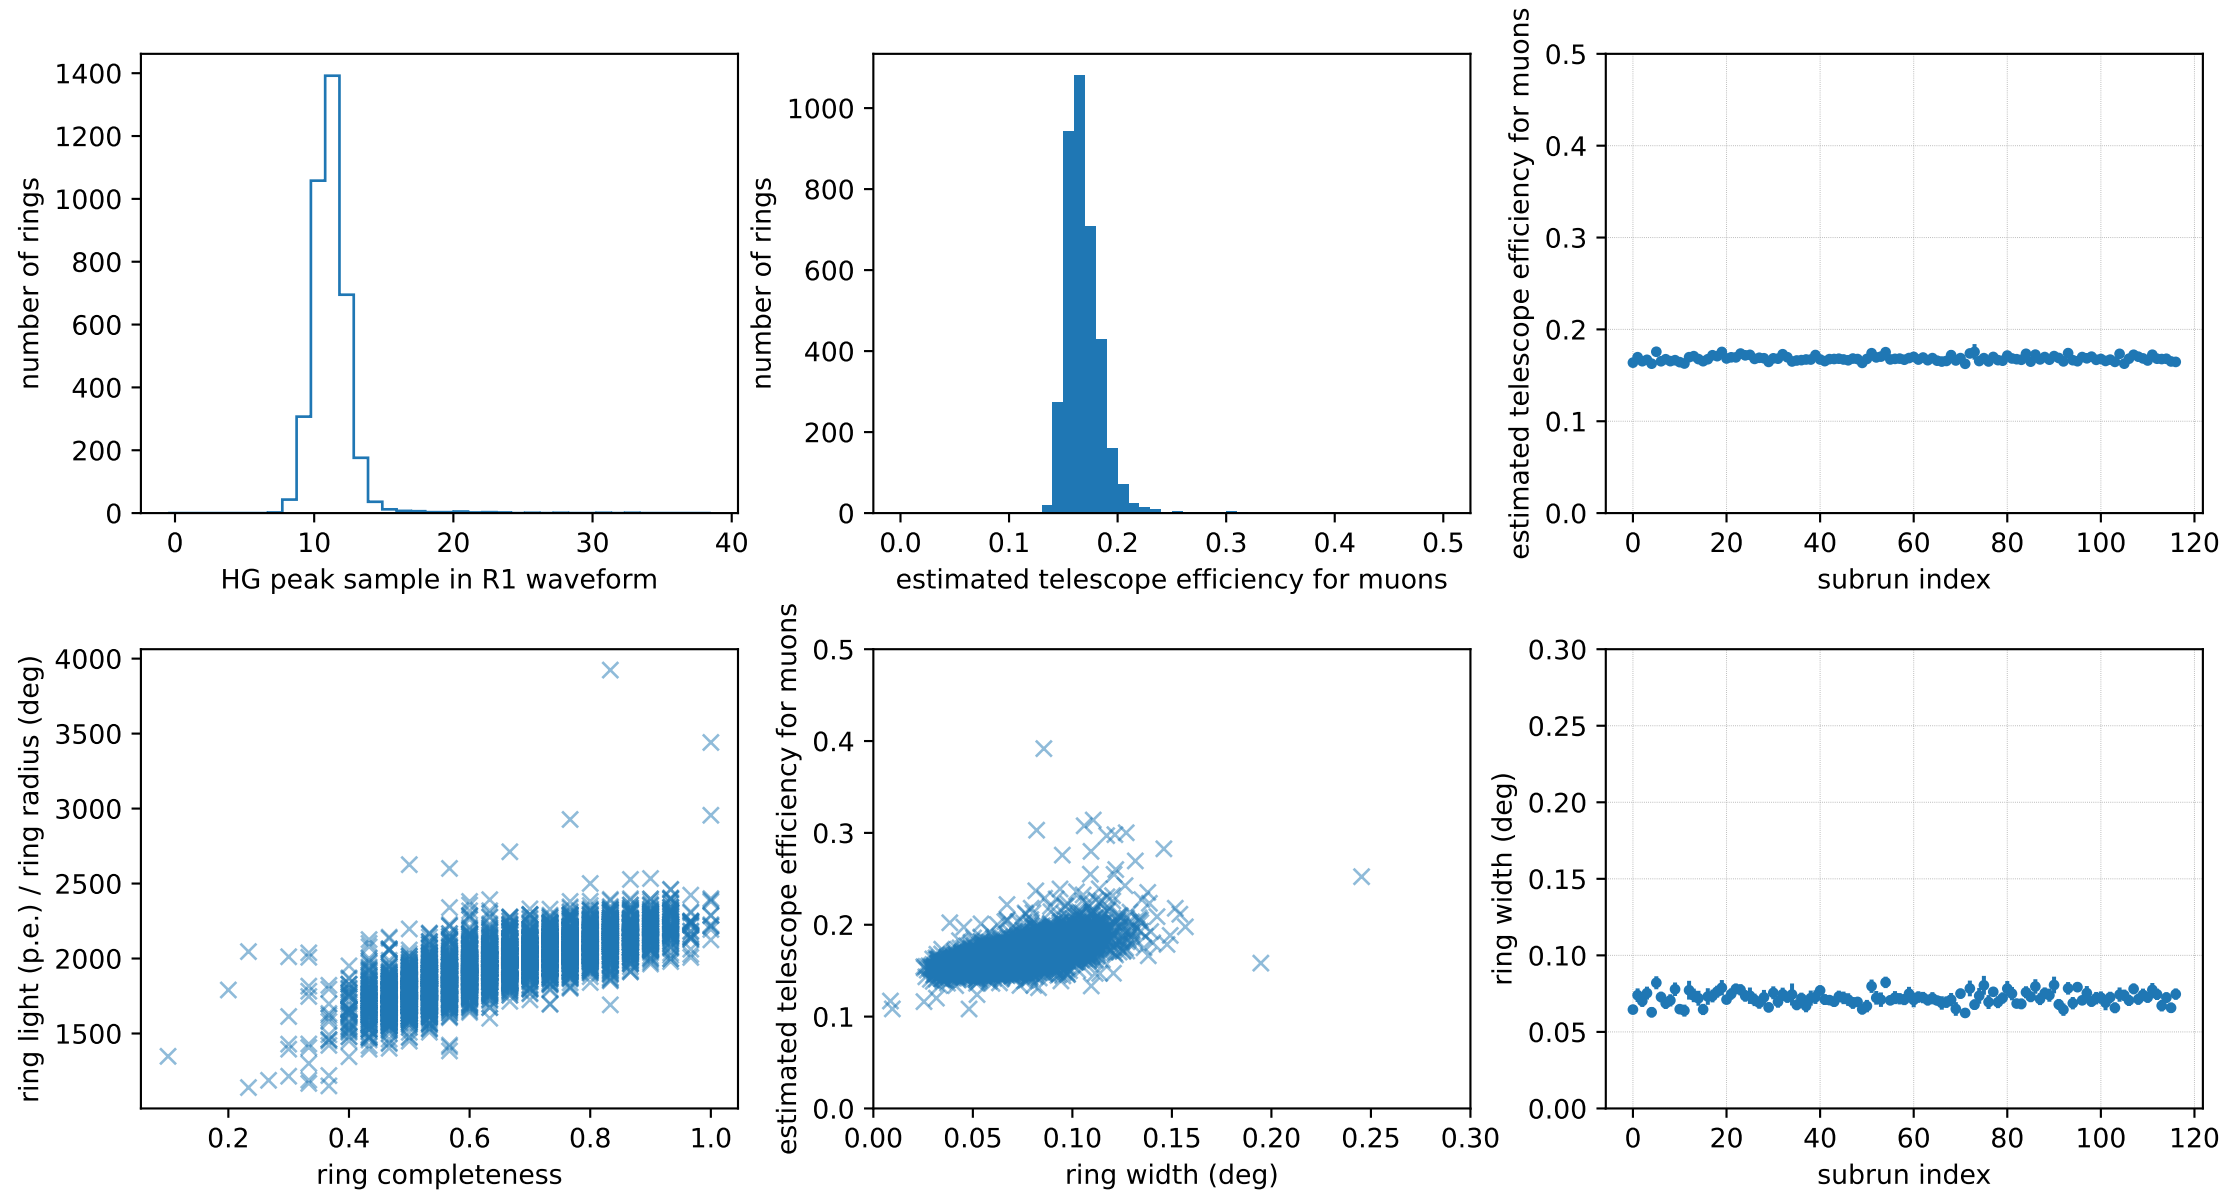 number of rings
1400
1200
1000
800
600
400
200
0
0 10 20 30 40
HG peak sample in R1 waveform
number of rings
1000
800
600
400
200
0
0.0 0.1 0.2 0.3 0.4 0.5
estimated telescope efficiency for muons
estimated telescope efficiency for muons
0.5
0.4
0.3
0.2
0.1
0.0
0 20 40 60 80 100 120
subrun index
ring light (p.e.) / ring radius (deg)
4000
3500
3000
2500
2000
1500
0.2 0.4 0.6 0.8 1.0
ring completeness
estimated telescope efficiency for muons
0.5
0.4
0.3
0.2
0.1
0.0
0.00 0.05 0.10 0.15 0.20 0.25 0.30
ring width (deg)
ring width (deg)
0.30
0.25
0.20
0.15
0.10
0.05
0.00
0 20 40 60 80 100 120
subrun index